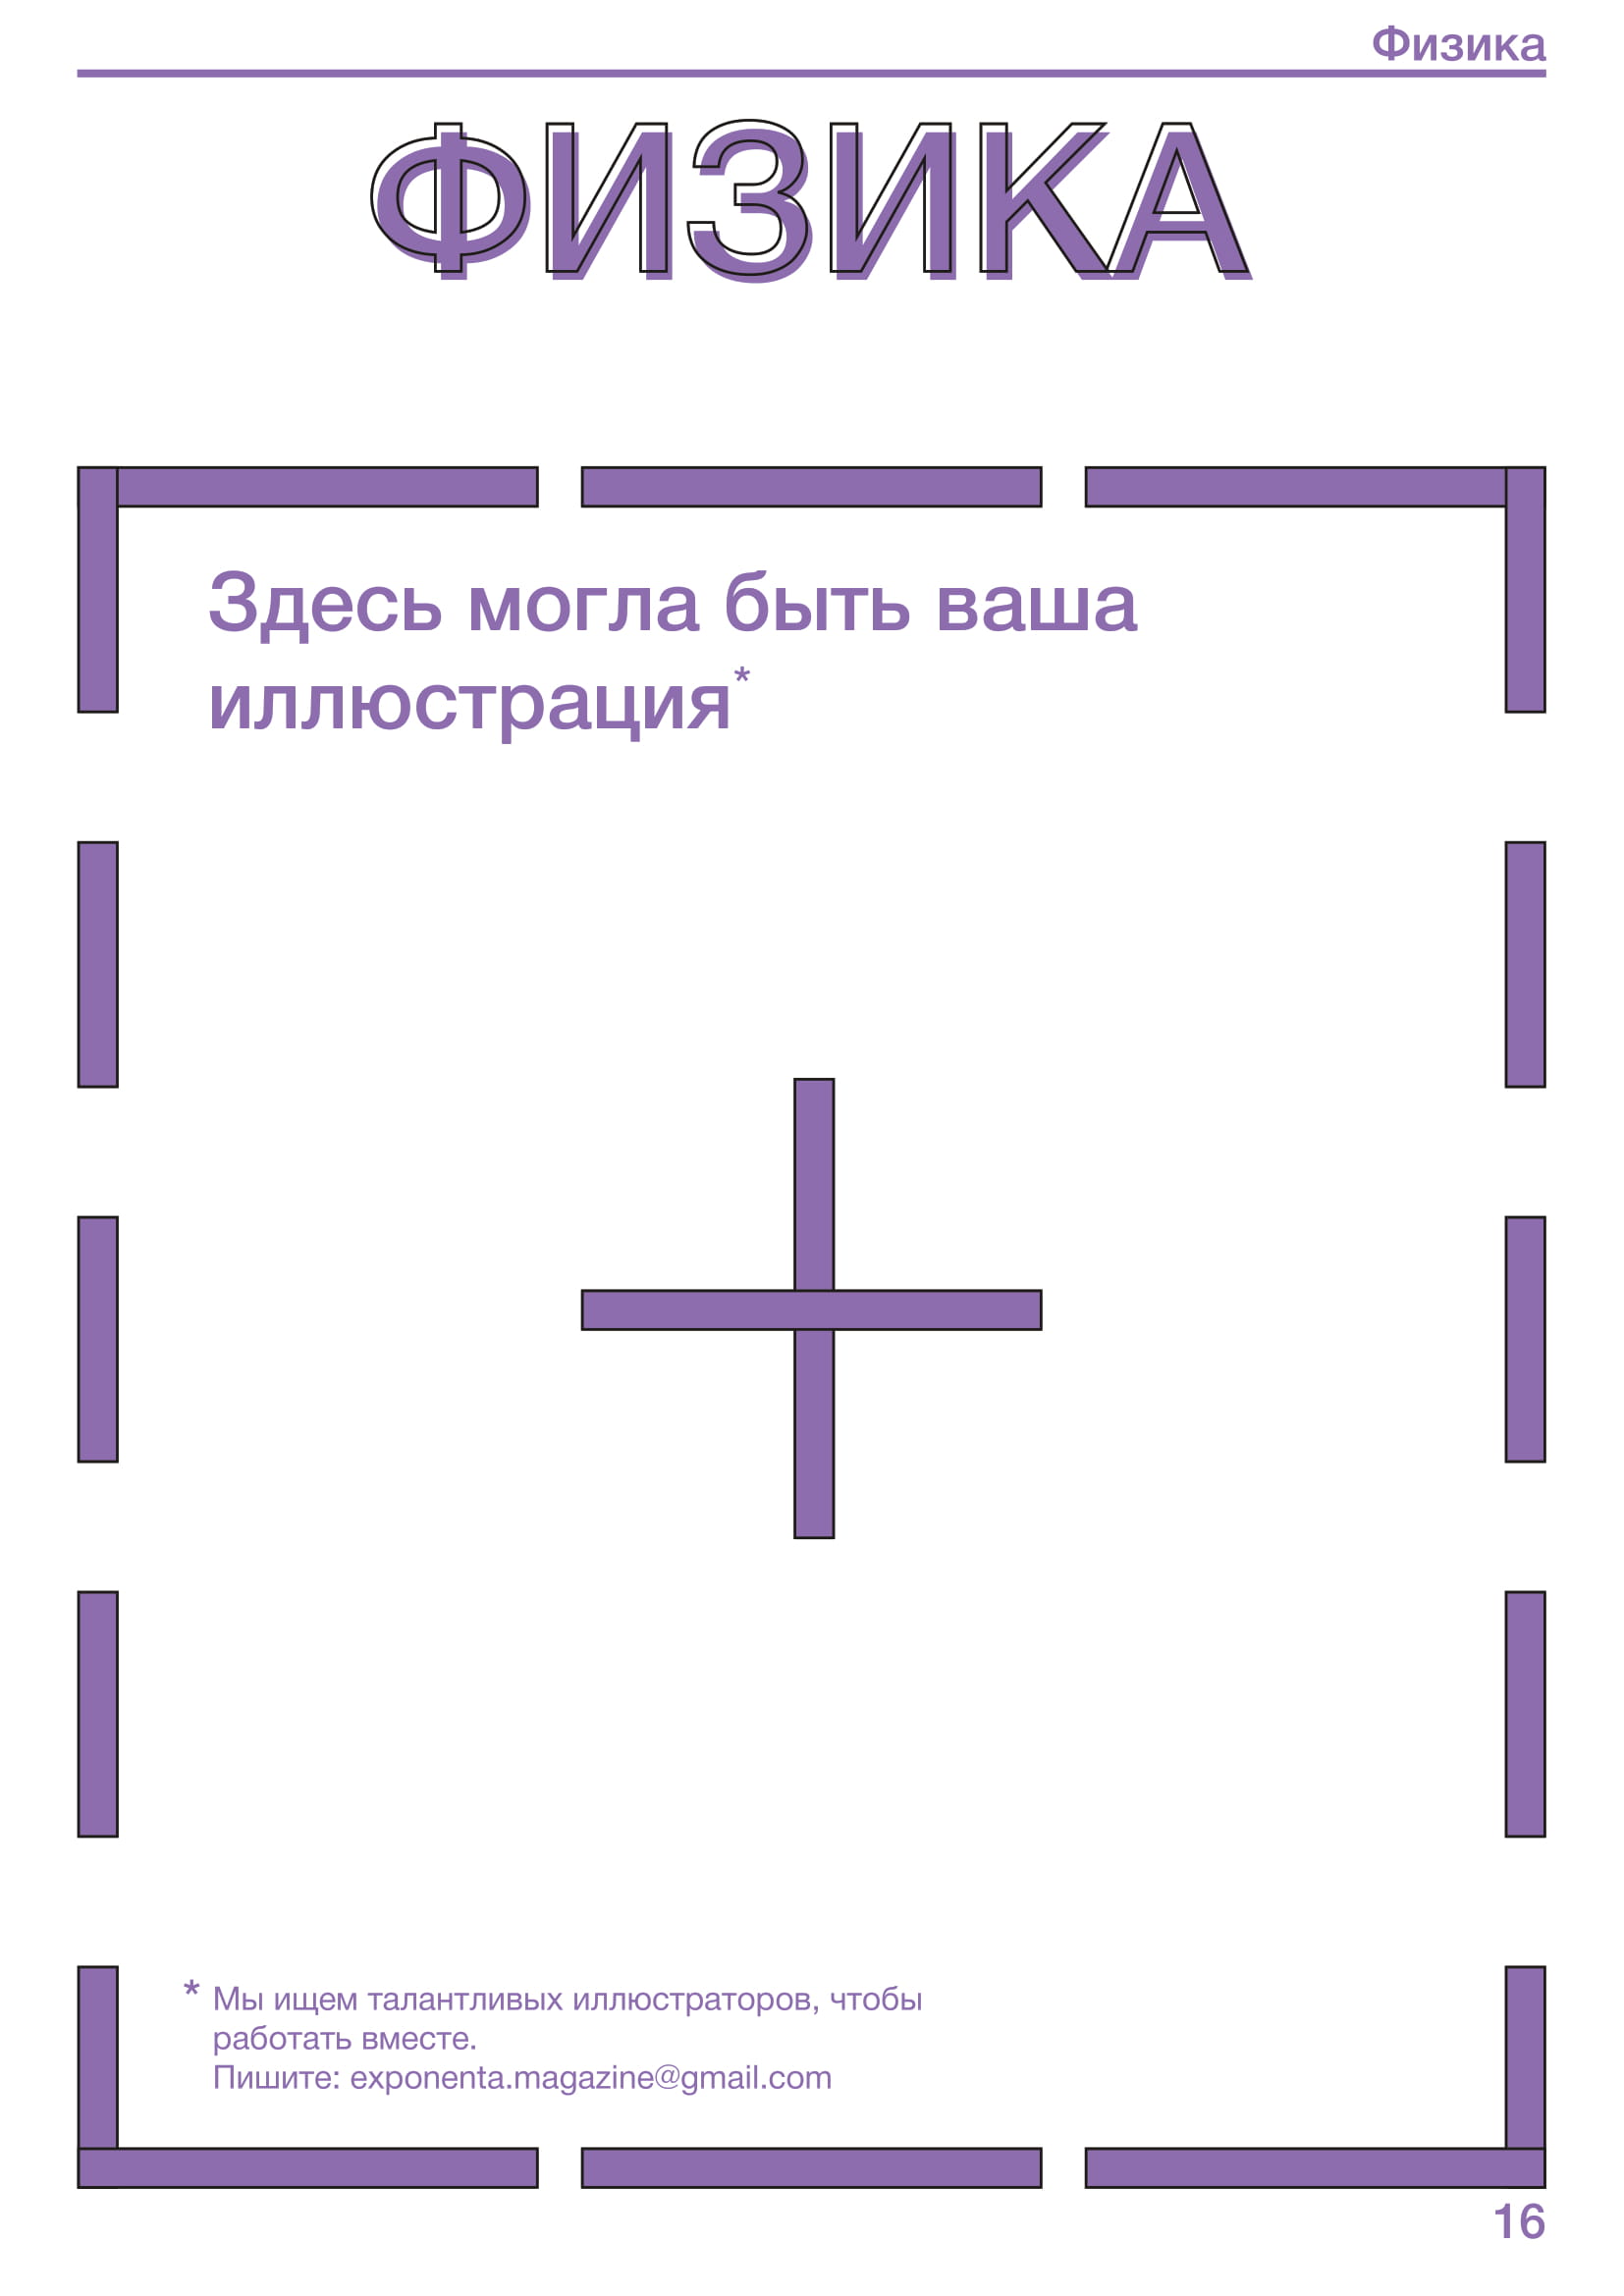 Физика
ФИЗИКА
Здесь могла быть ваша
иллюстрация*
* Мы ищем талантливых иллюстраторов, чтобы
работать вместе.
Пишите: exponenta.magazine@gmail.com
16